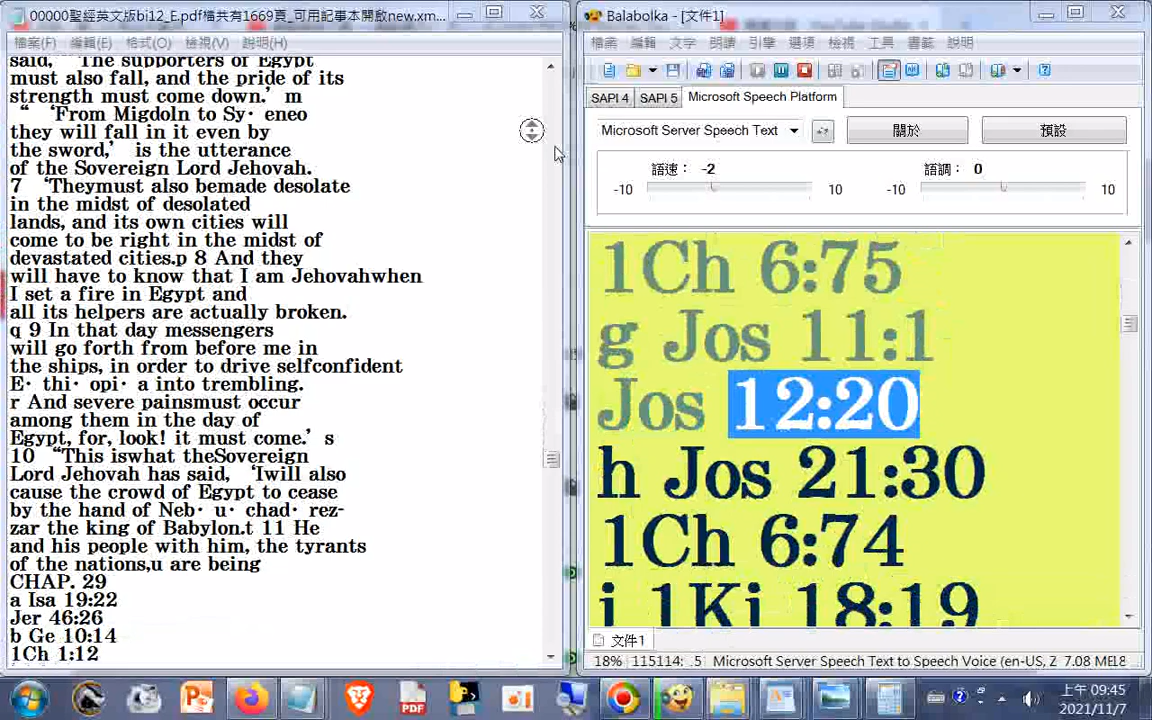 00000聖經英文版bi12_E.pdf檔共有1669頁_可用記事本開啟new.xm...
檔案(F) 編輯(E) 格式(O) 檢視(V) 說明(H)
said, “The supporters of Egypt
must also fall, and the pride of its
strength must come down.’ m
“ ‘From Migdoln to Sy· eneo
they will fall in it even by
the sword,’ is the utterance
of the Sovereign Lord Jehovah.
7 ‘Theymust also bemade desolate
in the midst of desolated
lands, and its own cities will
come to be right in the midst of
devastated cities.p 8 And they
will have to know that I am Jehovahwhen
I set a fire in Egypt and
all its helpers are actually broken.
q 9 In that day messengers
will go forth from before me in
the ships, in order to drive selfconfident
E· thi· opi· a into trembling.
r And severe painsmust occur
among them in the day of
Egypt, for, look! it must come.’ s
10 “This iswhat theSovereign
Lord Jehovah has said, ‘Iwill also
cause the crowd of Egypt to cease
by the hand of Neb· u· chad· rez-
zar the king of Babylon.t 11 He
and his people with him, the tyrants
of the nations,u are being
CHAP. 29
a Isa 19:22
Jer 46:26
b Ge 10:14
1Ch 1:12
Balabolka - [文件1]
檔案 編輯 文字 朗讀 引擎 選項 檢視 工具 書籤 說明
SAPI 4 SAPI 5 Microsoft Speech Platform
Microsoft Server Speech Text 關於 預設
語速： -2 語調： 0
-10 10 -10 10
1Ch 6:75
g Jos 11:1
Jos 12:20
h Jos 21:30
1Ch 6:74
i 1Ki 18:19
文件1
18% 115114: .5 Microsoft Server Speech Text to Speech Voice (en-US, Z 7.08 MEL8
PDF
上午 09:45
2021/11/7